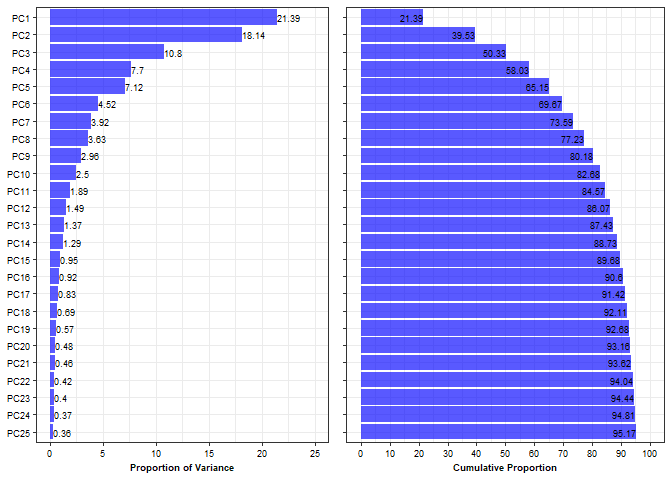 PC1 21.39 21.39
PC2 18.14 39.53
PC3 10.8 50.33
PC4 7.7 58.03
PC5 7.12 65.15
PC6 4.52 69.67
PC7 3.92 73.59
PC8 3.63 77.23
PC9 2.96 80.18
PC10 2.5 82.68
PC11 1.89 84.57
PC12 1.49 86.07
PC13 1.37 87.43
PC14 1.29 88.73
PC15 0.95 89.68
PC16 0.92 90.6
PC17 0.83 91.42
PC18 0.69 92.11
PC19 0.57 92.68
PC20 0.48 93.16
PC21 0.46 93.62
PC22 0.42 94.04
PC23 0.4 94.44
PC24 0.37 94.81
PC25 0.36 95.17
0 5 10 15 20 25 0 10 20 30 40 50 60 70 80 90 100
Proportion of Variance Cumulative Proportion